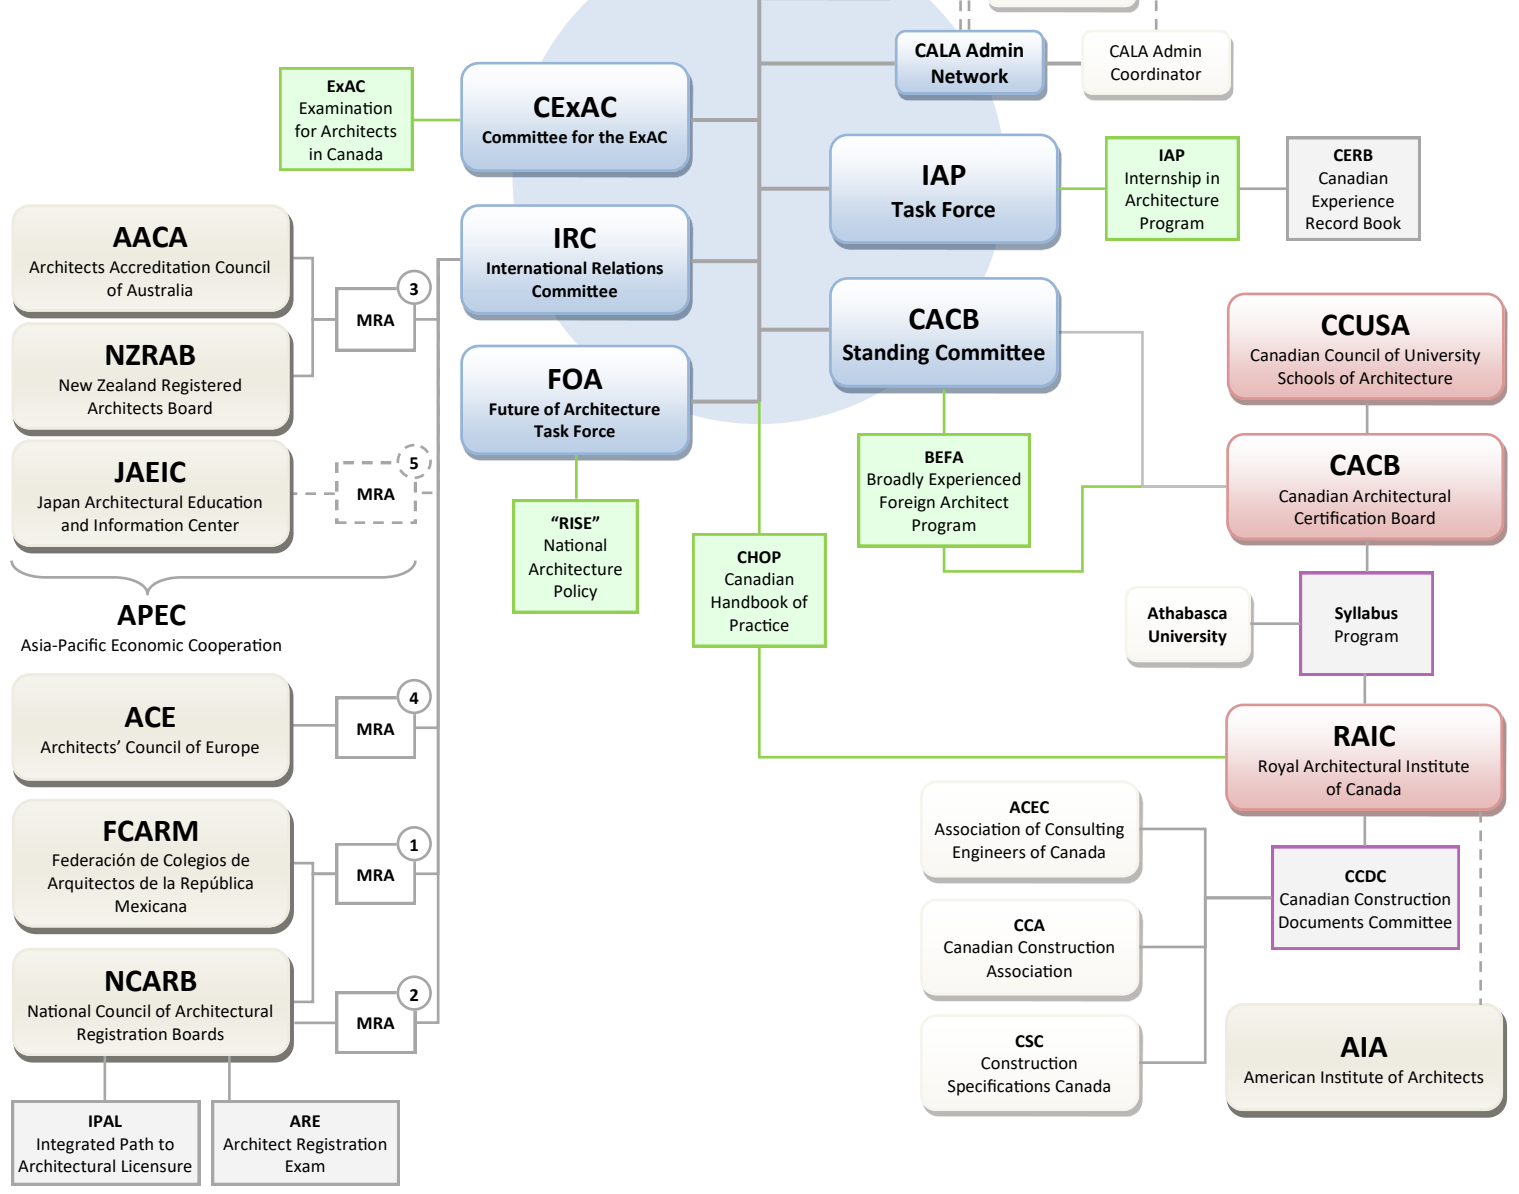 CALA Admin
Network
CALA Admin
Coordinator
ExAC
Examination
for Architects
in Canada
CExAC
Committee for the ExAC
IAP
Task Force
IAP
Internship in
Architecture
Program
CERB
Canadian
Experience
Record Book
AACA
Architects Accreditation Council
of Australia
3
MRA
IRC
International Relations
Committee
NZRAB
New Zealand Registered
Architects Board
FOA
Future of Architecture
Task Force
CACB
Standing Committee
CCUSA
Canadian Council of University
Schools of Architecture
JAEIC
Japan Architectural Education
and Information Center
5
MRA
"RISE"
National
Architecture
Policy
BEFA
Broadly Experienced
Foreign Architect
Program
CACB
Canadian Architectural
Certification Board
CHOP
Canadian
Handbook of
Practice
APEC
Asia-Pacific Economic Cooperation
Athabasca
University
Syllabus
Program
ACE
Architects' Council of Europe
4
MRA
RAIC
Royal Architectural Institute
of Canada
FCARM
Federación de Colegios de
Arquitectos de la República
Mexicana
1
MRA
ACEC
Association of Consulting
Engineers of Canada
CCDC
Canadian Construction
Documents Committee
CCA
Canadian Construction
Association
NCARB
National Council of Architectural
Registration Boards
2
MRA
CSC
Construction
Specifications Canada
AIA
American Institute of Architects
IPAL
Integrated Path to
Architectural Licensure
ARE
Architect Registration
Exam